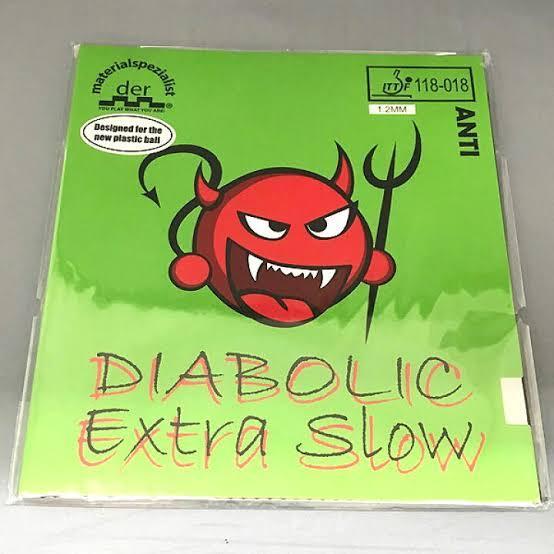 materialspezialist
der
YOU PLAY WHAT YOU ARE!
®
ITTF 118-018
1.2MM
ANTI
Designed for the
new plastic ball
DIABOLIC
Extra Slow